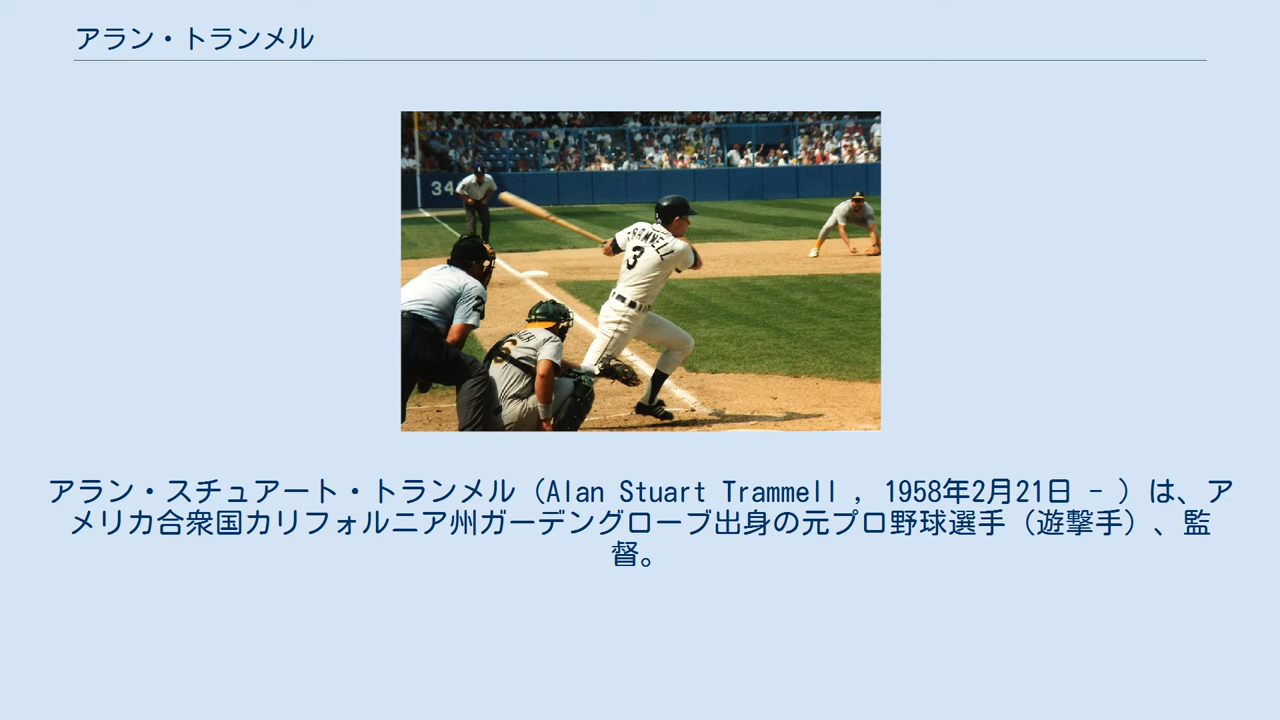 アラン・トランメル
34
TRAMMELL
3
アラン・スチュアート・トランメル（Alan Stuart Trammell , 1958年2月21日 - ）は、ア
メリカ合衆国カリフォルニア州ガーデングローブ出身の元プロ野球選手（遊撃手）、監
督。